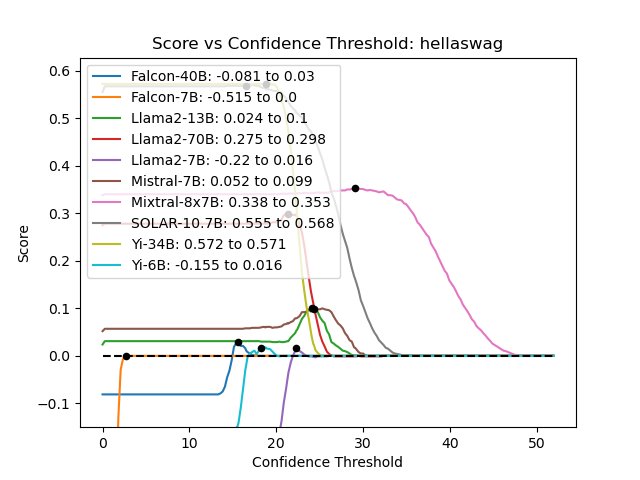 Score vs Confidence Threshold: hellaswag
Score
0.6
0.5
0.4
0.3
0.2
0.1
0.0
−0.1
Falcon-40B: -0.081 to 0.03
Falcon-7B: -0.515 to 0.0
Llama2-13B: 0.024 to 0.1
Llama2-70B: 0.275 to 0.298
Llama2-7B: -0.22 to 0.016
Mistral-7B: 0.052 to 0.099
Mixtral-8x7B: 0.338 to 0.353
SOLAR-10.7B: 0.555 to 0.568
Yi-34B: 0.572 to 0.571
Yi-6B: -0.155 to 0.016
0 10 20 30 40 50
Confidence Threshold